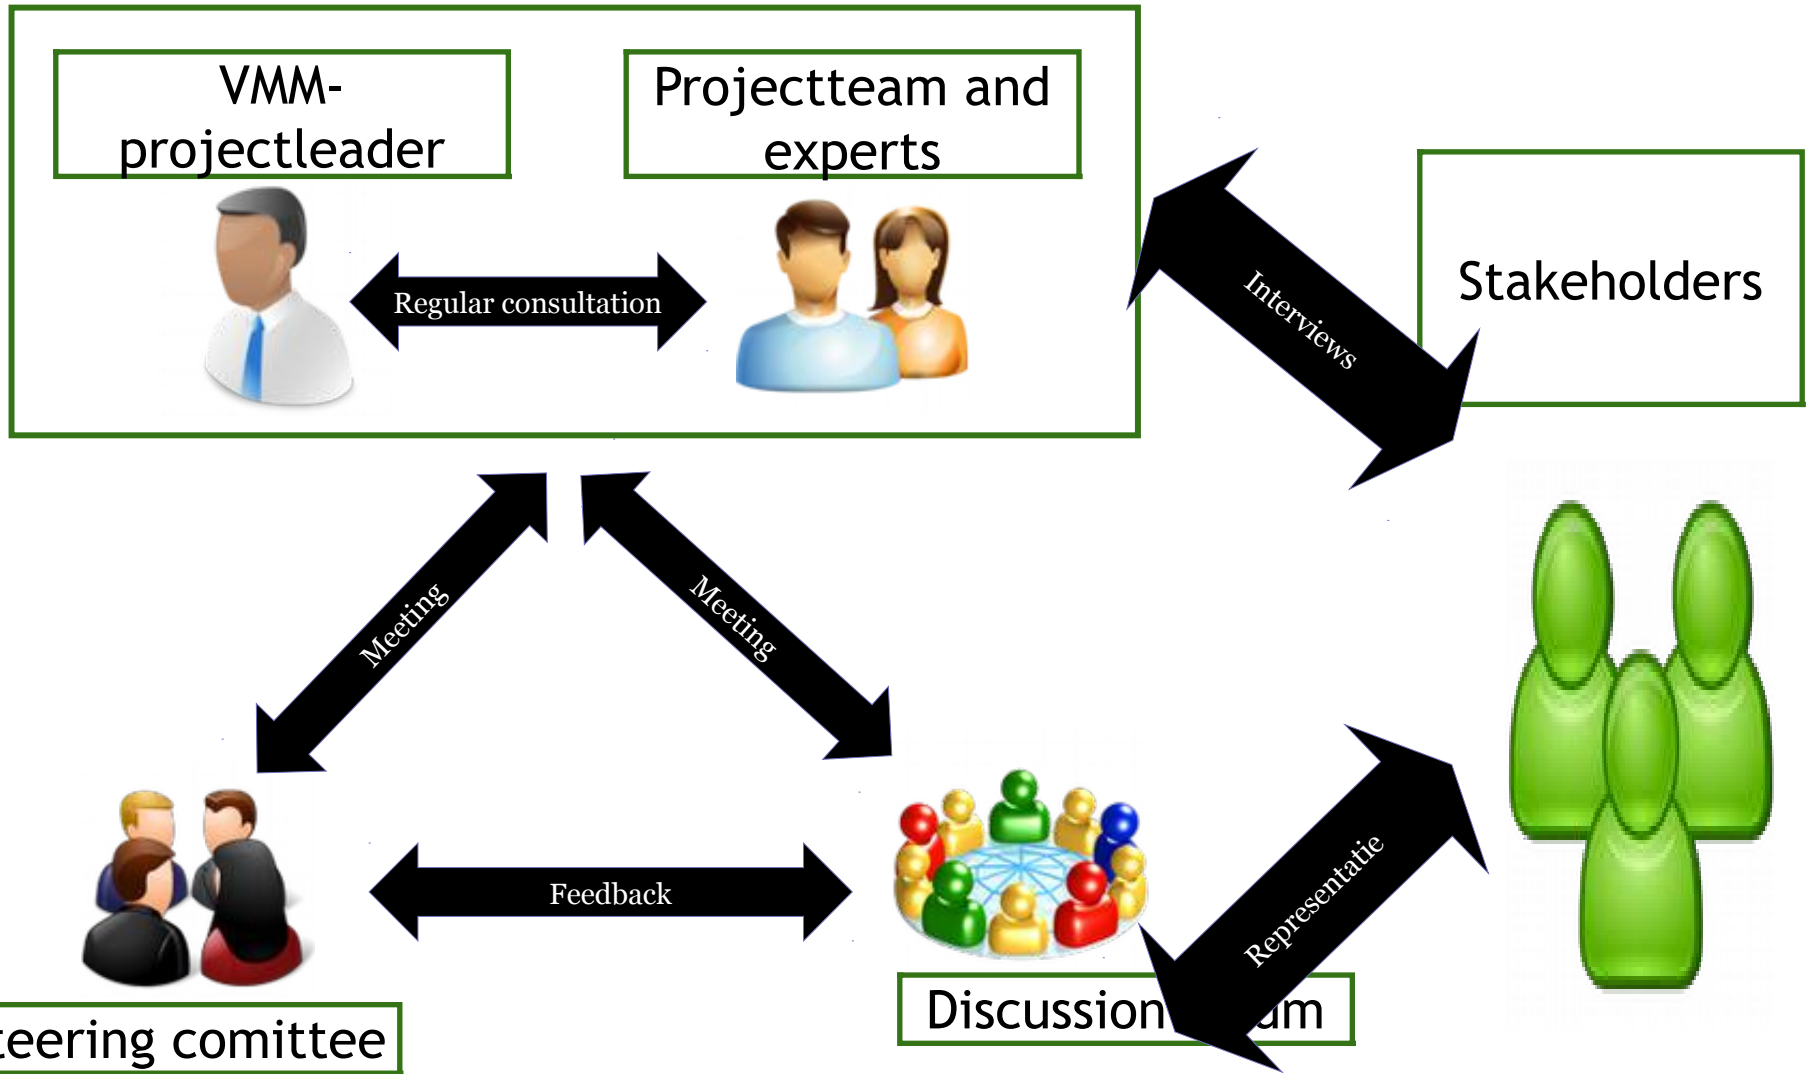 VMM-
projectleader
Projectteam and
experts
Regular consultation
Interviews
Stakeholders
Meeting
Meeting
Feedback
Representatie
Discussion
teering comittee